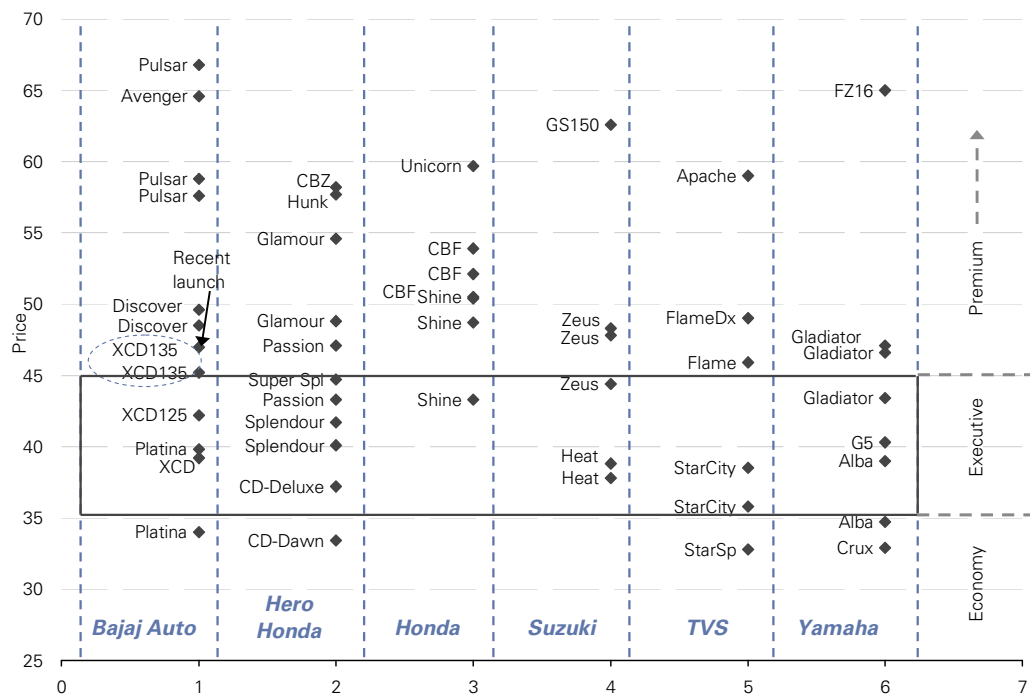 70
65
60
55
50
45
40
35
30
25
Price
0
1
2
3
4
5
6
7
Pulsar
Avenger
Pulsar
Pulsar
Recent
launch
Discover
Discover
XCD135
XCD135
XCD125
Platina
XCD
Platina
Bajaj Auto
CBZ
Hunk
Glamour
Glamour
Passion
Super Spl
Passion
Splendour
Splendour
CD-Deluxe
CD-Dawn
Hero
Honda
Unicorn
CBF
CBF
CBF
Shine
Shine
Shine
Honda
GS150
Zeus
Zeus
Zeus
Heat
Heat
Suzuki
Apache
FlameDx
Flame
StarCity
StarCity
StarSp
TVS
FZ16
Gladiator
Gladiator
Gladiator
G5
Alba
Alba
Crux
Yamaha
Premium
Executive
Economy